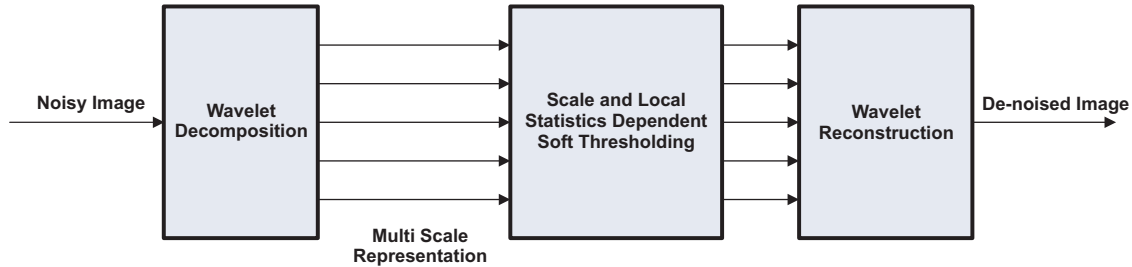 Noisy Image
Wavelet
Decomposition
Multi Scale
Representation
Scale and Local
Statistics Dependent
Soft Thresholding
Wavelet
Reconstruction
De-noised Image